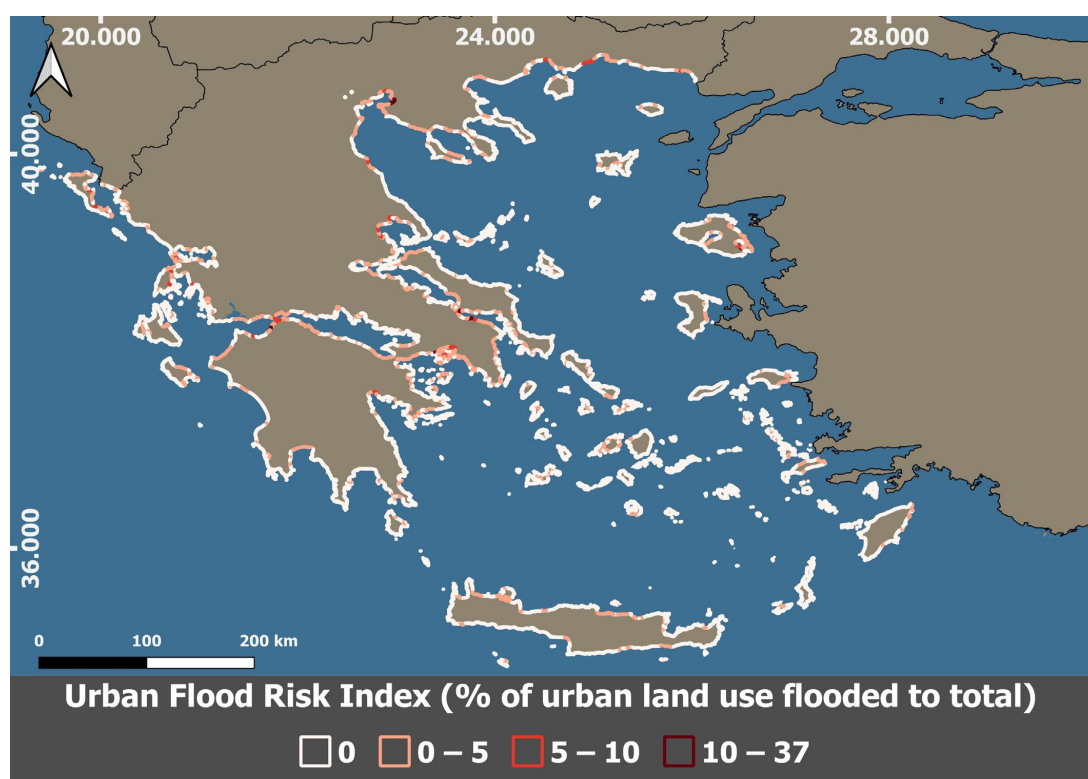 20.000 24.000 28.000
40.000
36.000
0 100 200 km
Urban Flood Risk Index (% of urban land use flooded to total)
0 0 – 5 5 – 10 10 – 37